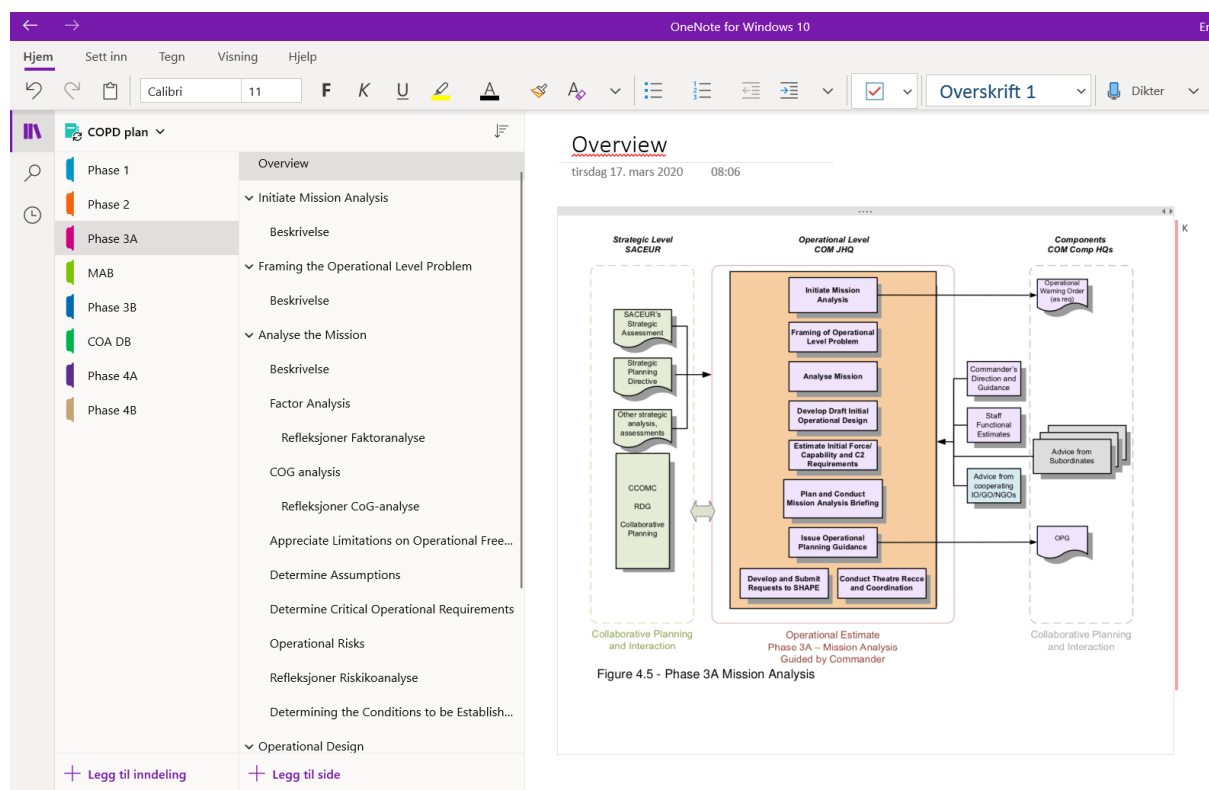 OneNote for Windows 10
Hjem Sett inn Tegn Visning Hjelp
Calibri 11 F K U A Overskrift 1 Dikter
COPD plan
Phase 1
Phase 2
Phase 3A
MAB
Phase 3B
COA DB
Phase 4A
Phase 4B
Legg til inndeling
Overview
Initiate Mission Analysis
Beskrivelse
Framing the Operational Level Problem
Beskrivelse
Analyse the Mission
Beskrivelse
Factor Analysis
Refleksjoner Faktoranalyse
COG analysis
Refleksjoner CoG-analyse
Appreciate Limitations on Operational Free...
Determine Assumptions
Determine Critical Operational Requirements
Operational Risks
Refleksjoner Riskikoanalyse
Determining the Conditions to be Establish...
Operational Design
Legg til side
Overview
tirsdag 17. mars 2020 08:06
K
Strategic Level
SACEUR
SACEUR's
Strategic
Assessment
Strategic
Planning
Directive
Other strategic
analysis,
assessments
CCOMC
RDG
Collaborative
Planning
Collaborative Planning
and Interaction
Operational Level
COM JHQ
Initiate Mission
Analysis
Framing of Operational
Level Problem
Analyse Mission
Develop Draft Initial
Operational Design
Estimate Initial Force/
Capability and C2
Requirements
Plan and Conduct
Mission Analysis Briefing
Issue Operational
Planning Guidance
Develop and Submit
Requests to SHAPE
Conduct Theatre Recce
and Coordination
Operational Estimate
Phase 3A – Mission Analysis
Guided by Commander
Components
COM Comp HQs
Operational
Warning Order
(as req)
Commander's
Direction and
Guidance
Staff
Functional
Estimates
Advice from
cooperating
IO/GO/NGOs
Advice from
Subordinates
OPG
Collaborative Planning
and Interaction
Figure 4.5 - Phase 3A Mission Analysis